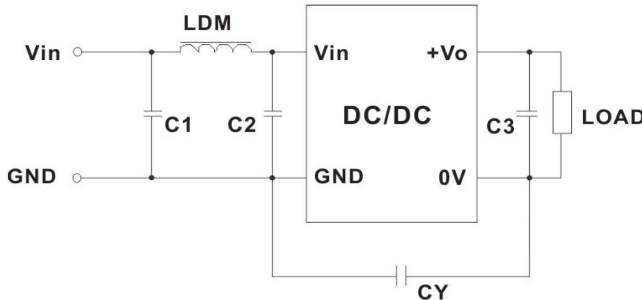 LDM
Vin
Vin
+Vo
C1
C2
DC/DC
C3
LOAD
GND
GND
0V
CY